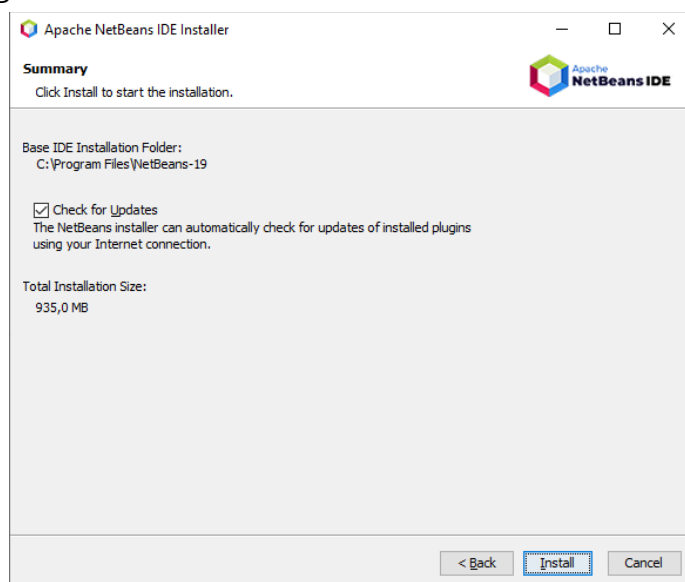 Apache NetBeans IDE Installer
Summary
Click Install to start the installation.
Apache
NetBeans IDE
Base IDE Installation Folder:
C:\Program Files\NetBeans-19
Check for Updates
The NetBeans installer can automatically check for updates of installed plugins
using your Internet connection.
Total Installation Size:
935,0 MB
< Back Install Cancel